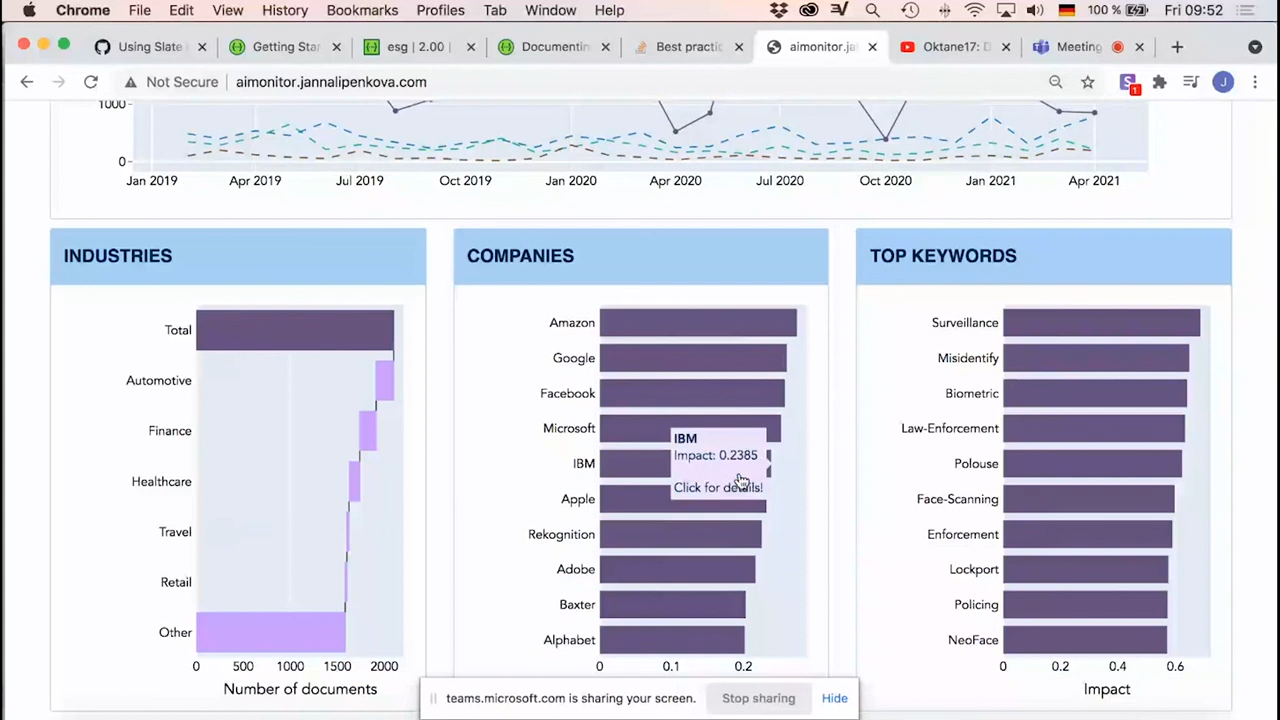 Chrome File Edit View History Bookmarks Profiles Tab Window Help 100 % Fri 09:52
Using Slate Getting Star esg | 2.00 | Documentin Best practic aimonitor.ja Oktane17: D Meeting
Not Secure aimonitor.jannalipenkova.com
1000
0
Jan 2019 Apr 2019 Jul 2019 Oct 2019 Jan 2020 Apr 2020 Jul 2020 Oct 2020 Jan 2021 Apr 2021
INDUSTRIES
Total
Automotive
Finance
Healthcare
Travel
Retail
Other
0 500 1000 1500 2000
Number of documents
COMPANIES
Amazon
Google
Facebook
Microsoft
IBM
Apple
Rekognition
Adobe
Baxter
Alphabet
0 0.1 0.2
IBM
Impact: 0.2385
Click for details!
TOP KEYWORDS
Surveillance
Misidentify
Biometric
Law-Enforcement
Polouse
Face-Scanning
Enforcement
Lockport
Policing
NeoFace
0 0.2 0.4 0.6
Impact
teams.microsoft.com is sharing your screen. Stop sharing Hide